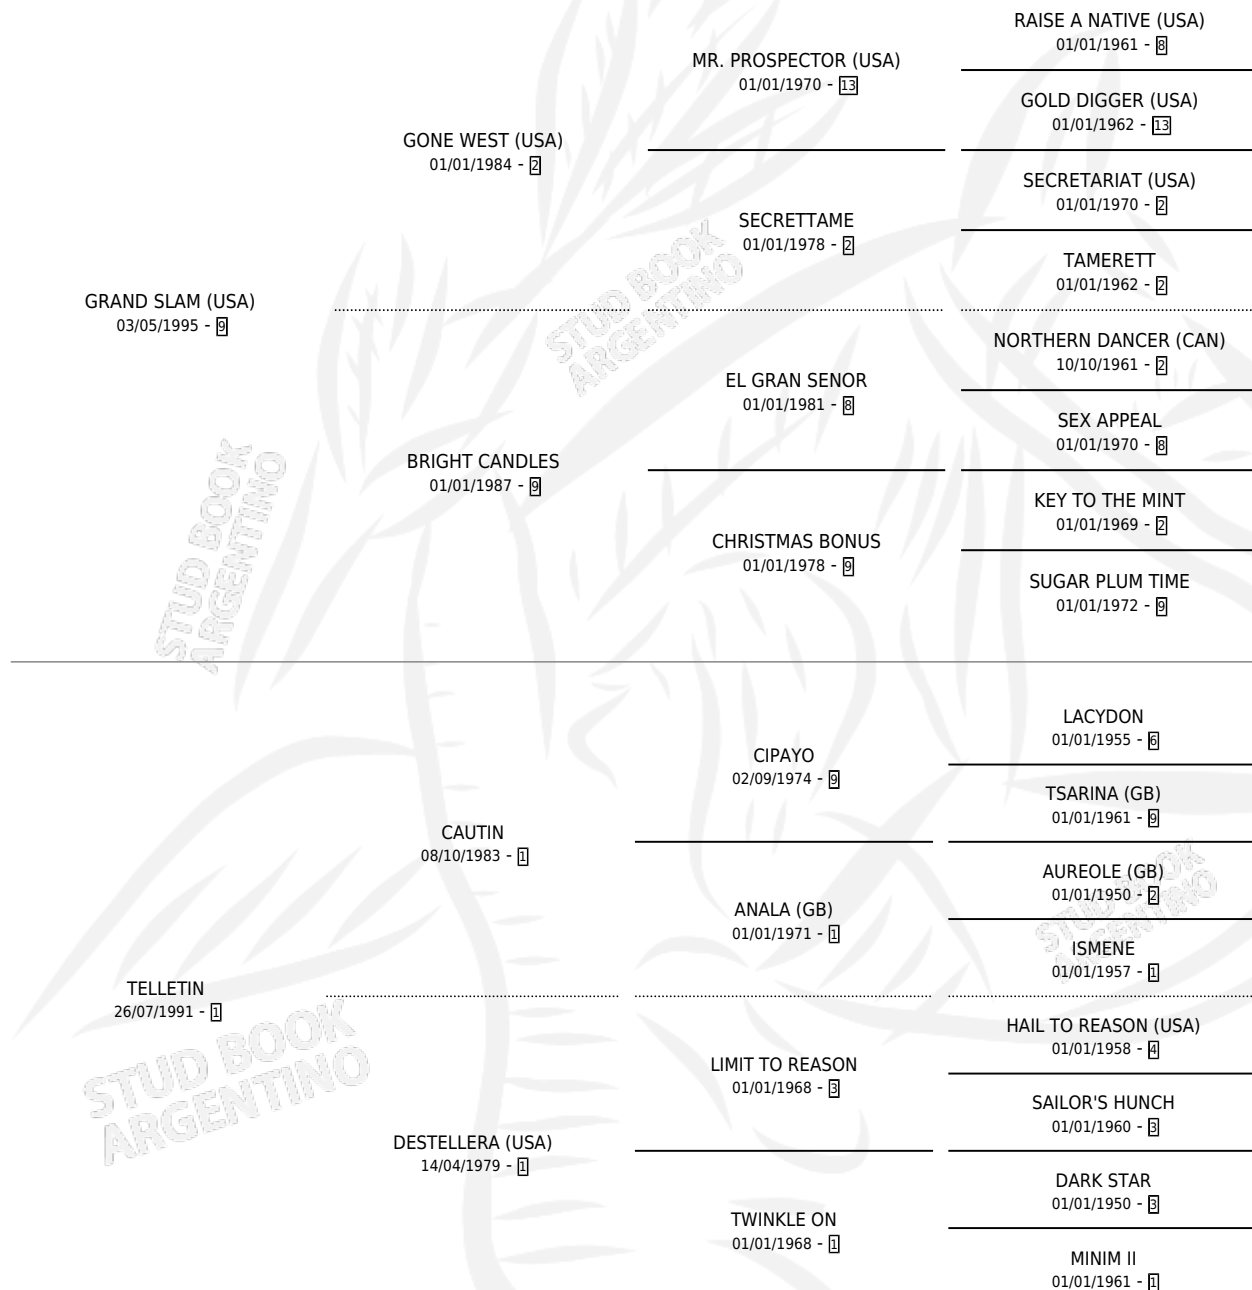 RAISE A NATIVE (USA)
01/01/1961 - 8
MR. PROSPECTOR (USA)
01/01/1970 - 13
GOLD DIGGER (USA)
01/01/1962 - 13
GONE WEST (USA)
01/01/1984 - 2
SECRETARIAT (USA)
01/01/1970 - 2
SECRETTAME
01/01/1978 - 2
TAMERETT
01/01/1962 - 2
GRAND SLAM (USA)
03/05/1995 - 9
STUD BOOK
ARGENTINO
NORTHERN DANCER (CAN)
10/10/1961 - 2
EL GRAN SENOR
01/01/1981 - 8
SEX APPEAL
01/01/1970 - 8
BRIGHT CANDLES
01/01/1987 - 9
KEY TO THE MINT
01/01/1969 - 2
CHRISTMAS BONUS
01/01/1978 - 9
SUGAR PLUM TIME
01/01/1972 - 9
STUD BOOK
ARGENTINO
LACYDON
01/01/1955 - 6
CIPAYO
02/09/1974 - 9
TSARINA (GB)
01/01/1961 - 9
CAUTIN
08/10/1983 - 1
AUREOLE (GB)
01/01/1950 - 2
ANALA (GB)
01/01/1971 - 1
STUD BOOK
ARGENTINO
ISMENE
01/01/1957 - 1
TELLETIN
26/07/1991 - 1
STUD BOOK
ARGENTINO
HAIL TO REASON (USA)
01/01/1958 - 4
LIMIT TO REASON
01/01/1968 - 3
SAILOR'S HUNCH
01/01/1960 - 3
DESTELLERA (USA)
14/04/1979 - 1
DARK STAR
01/01/1950 - 3
TWINKLE ON
01/01/1968 - 1
MINIM II
01/01/1961 - 1